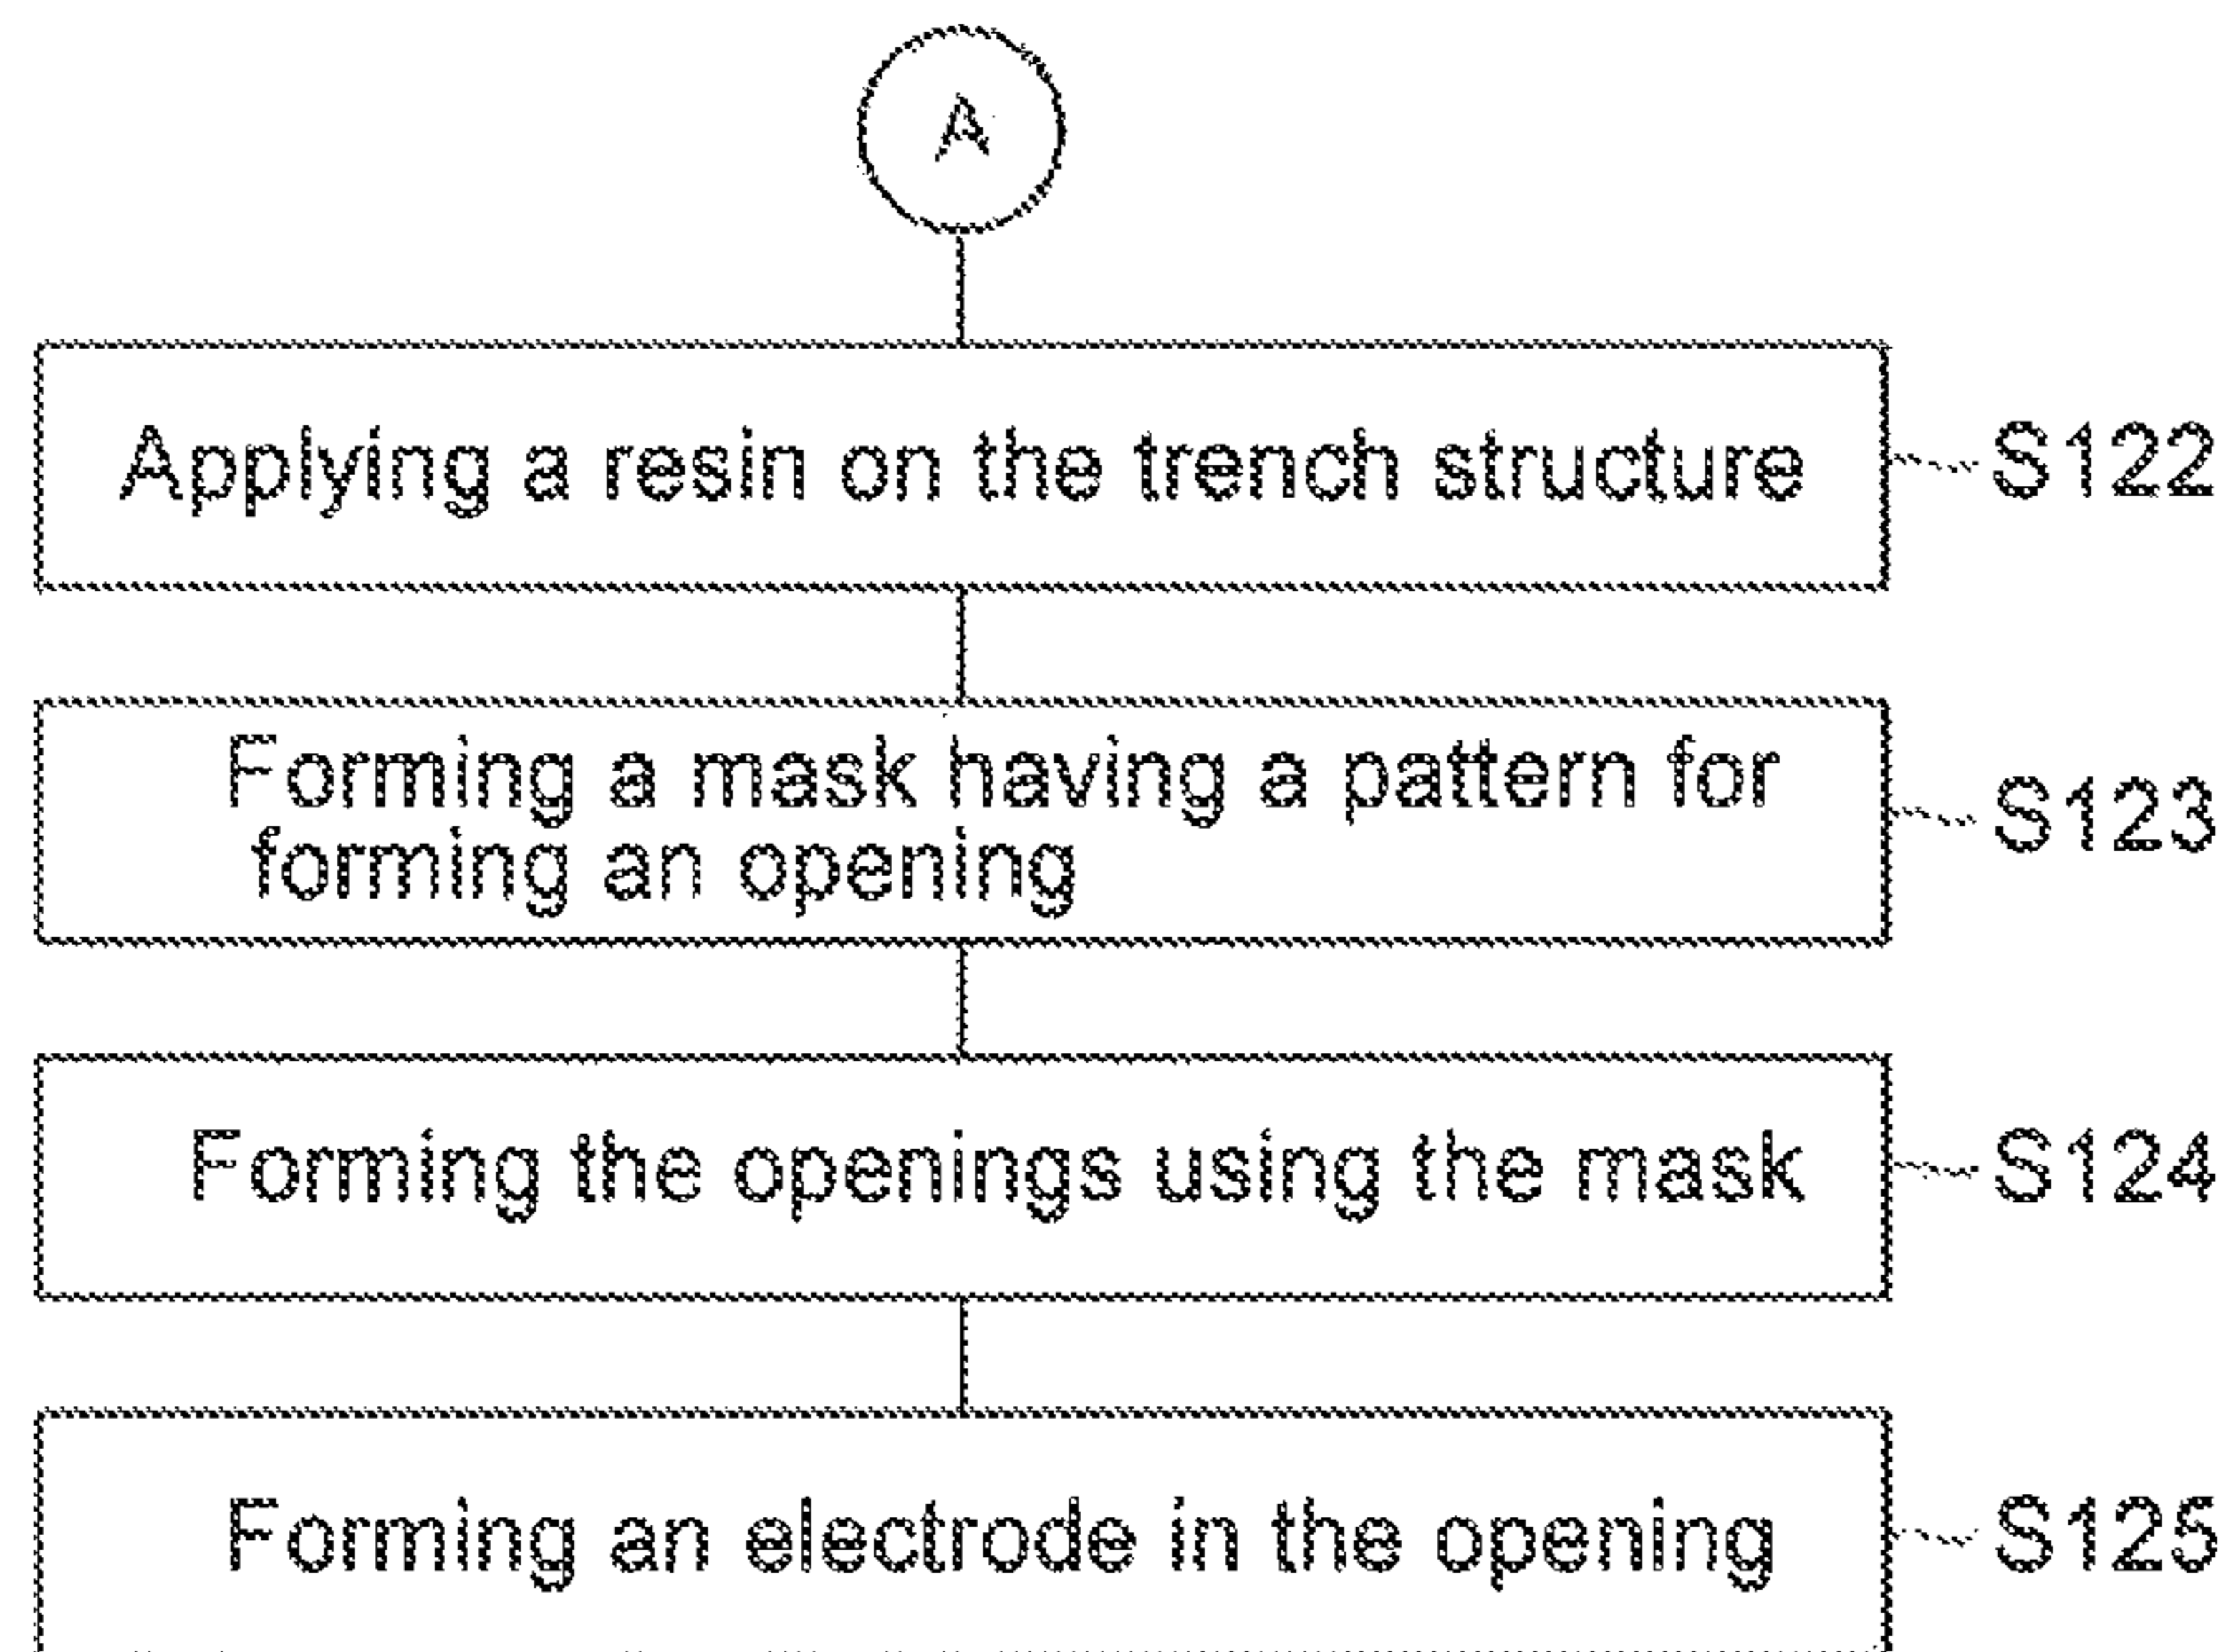 A
Applying a resin on the trench structure
S122
Forming a mask having a pattern for
forming an opening
S123
Forming the openings using the mask
S124
Forming an electrode in the opening
S125